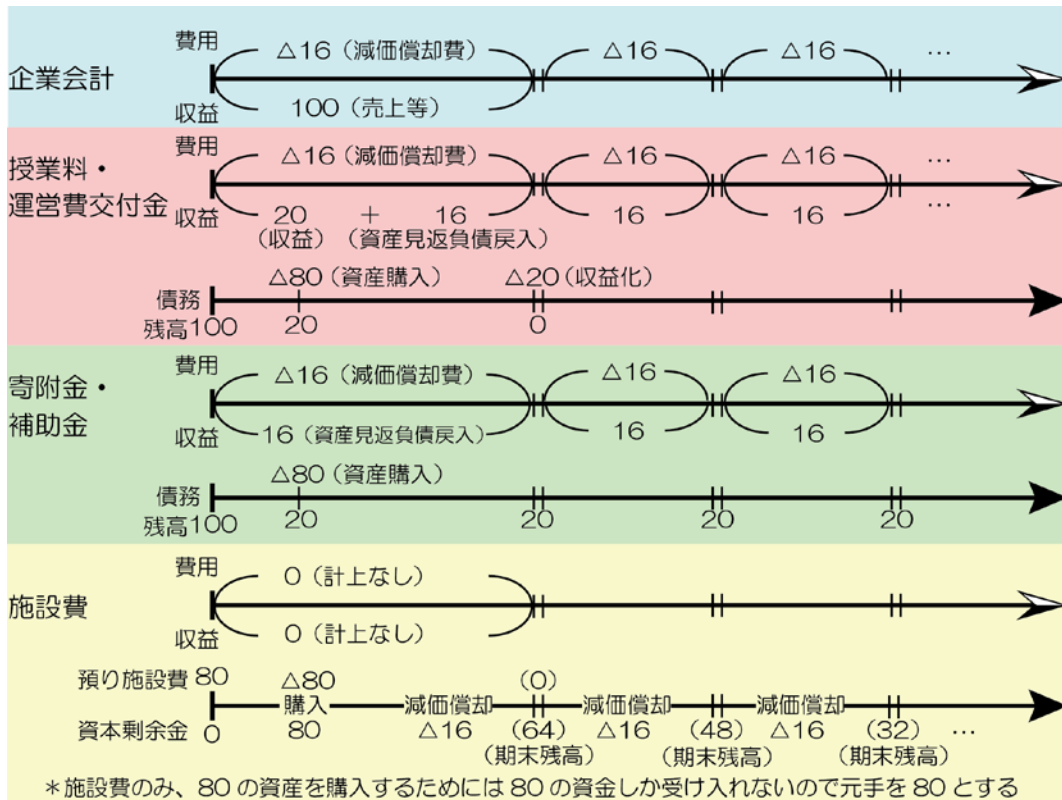 費用
△16（減価償却費） △16 △16 …
企業会計
収益 100（売上等）
費用
△16（減価償却費） △16 △16 …
授業料・
運営費交付金
収益 20 ＋ 16 16 16 …
（収益）（資産見返負債戻入）
△80（資産購入） △20（収益化）
債務
残高100 20 0
費用
△16（減価償却費） △16 △16
寄附金・
補助金
収益 16（資産見返負債戻入） 16 16
△80（資産購入）
債務
残高100 20 20 20 20
費用
0（計上なし）
施設費
収益 0（計上なし）
預り施設費 80 △80 （0）
購入 減価償却 減価償却 減価償却
資本剰余金 0 80 △16 （64） △16 （48） △16 （32） …
（期末残高） （期末残高） （期末残高）
＊施設費のみ、80の資産を購入するためには80の資金しか受け入れないので元手を80とする